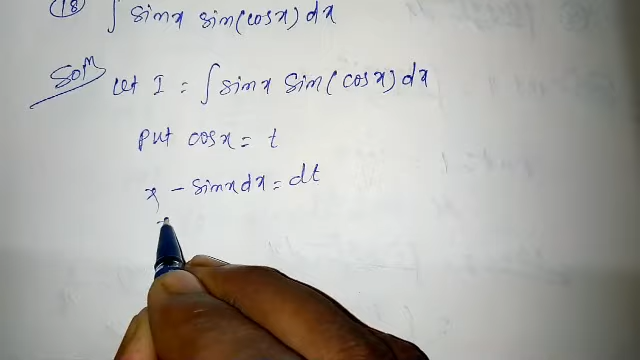 (18) ∫ sinx sin(cosx) dx
Soln
Let I = ∫ sinx sin(cosx) dx
put cosx = t
- sinx dx = dt